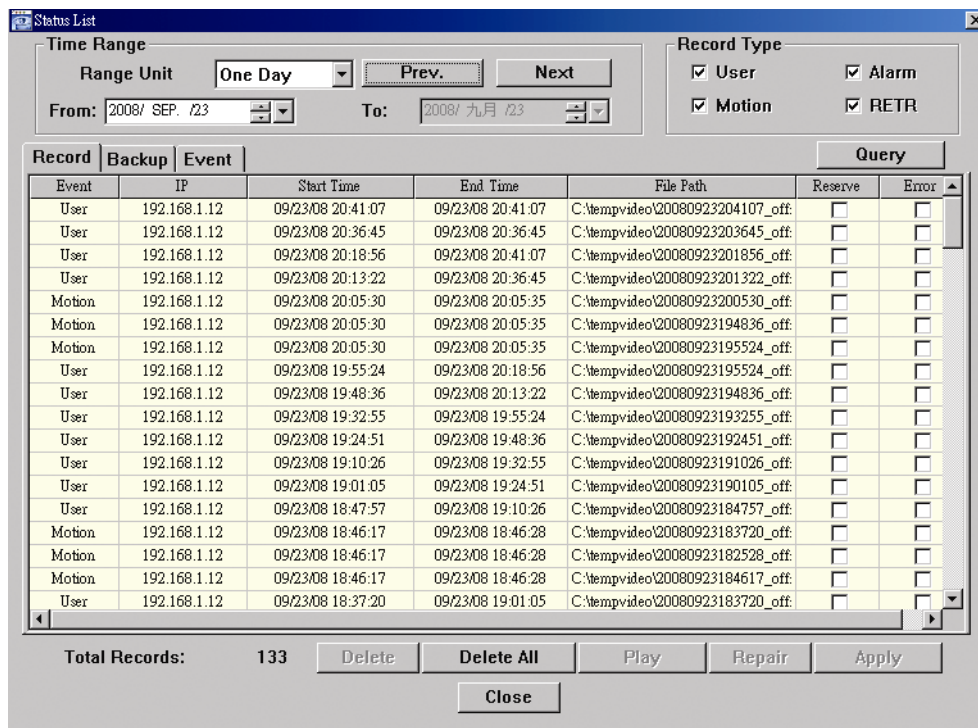 Status List
Time Range
Record Type
Range Unit One Day Prev. Next
User Alarm
From: 2008/ SEP. /23 To: 2008/ 九月 /23
Motion RETR
Record Backup Event
Query
Event IP Start Time End Time File Path Reserve Error
User 192.168.1.12 09/23/08 20:41:07 09/23/08 20:41:07 C:\tempvideo\20080923204107_off:
User 192.168.1.12 09/23/08 20:36:45 09/23/08 20:36:45 C:\tempvideo\20080923203645_off:
User 192.168.1.12 09/23/08 20:18:56 09/23/08 20:41:07 C:\tempvideo\20080923201856_off:
User 192.168.1.12 09/23/08 20:13:22 09/23/08 20:36:45 C:\tempvideo\20080923201322_off:
Motion 192.168.1.12 09/23/08 20:05:30 09/23/08 20:05:35 C:\tempvideo\20080923200530_off:
Motion 192.168.1.12 09/23/08 20:05:30 09/23/08 20:05:35 C:\tempvideo\20080923194836_off:
Motion 192.168.1.12 09/23/08 20:05:30 09/23/08 20:05:35 C:\tempvideo\20080923195524_off:
User 192.168.1.12 09/23/08 19:55:24 09/23/08 20:18:56 C:\tempvideo\20080923195524_off:
User 192.168.1.12 09/23/08 19:48:36 09/23/08 20:13:22 C:\tempvideo\20080923194836_off:
User 192.168.1.12 09/23/08 19:32:55 09/23/08 19:55:24 C:\tempvideo\20080923193255_off:
User 192.168.1.12 09/23/08 19:24:51 09/23/08 19:48:36 C:\tempvideo\20080923192451_off:
User 192.168.1.12 09/23/08 19:10:26 09/23/08 19:32:55 C:\tempvideo\20080923191026_off:
User 192.168.1.12 09/23/08 19:01:05 09/23/08 19:24:51 C:\tempvideo\20080923190105_off:
User 192.168.1.12 09/23/08 18:47:57 09/23/08 19:10:26 C:\tempvideo\20080923184757_off:
Motion 192.168.1.12 09/23/08 18:46:17 09/23/08 18:46:28 C:\tempvideo\20080923183720_off:
Motion 192.168.1.12 09/23/08 18:46:17 09/23/08 18:46:28 C:\tempvideo\20080923182528_off:
Motion 192.168.1.12 09/23/08 18:46:17 09/23/08 18:46:28 C:\tempvideo\20080923184617_off:
User 192.168.1.12 09/23/08 18:37:20 09/23/08 19:01:05 C:\tempvideo\20080923183720_off:
Total Records: 133 Delete Delete All Play Repair Apply
Close